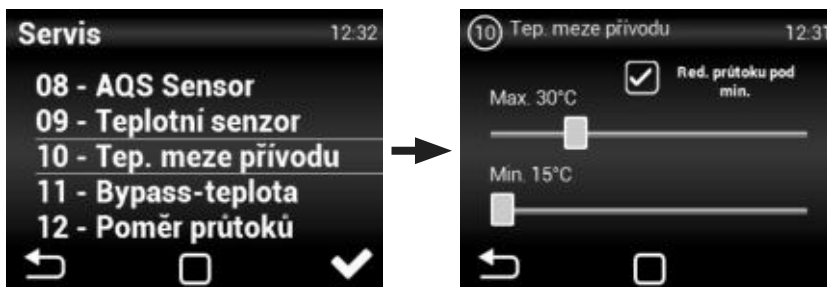 Servis 12:32
08 - AQS Sensor
09 - Teplotní senzor
10 - Tep. meze přívodu
11 - Bypass-teplota
12 - Poměr průtoků
10 Tep. meze přívodu 12:31
Red. průtoku pod
min.
Max. 30°C
Min. 15°C